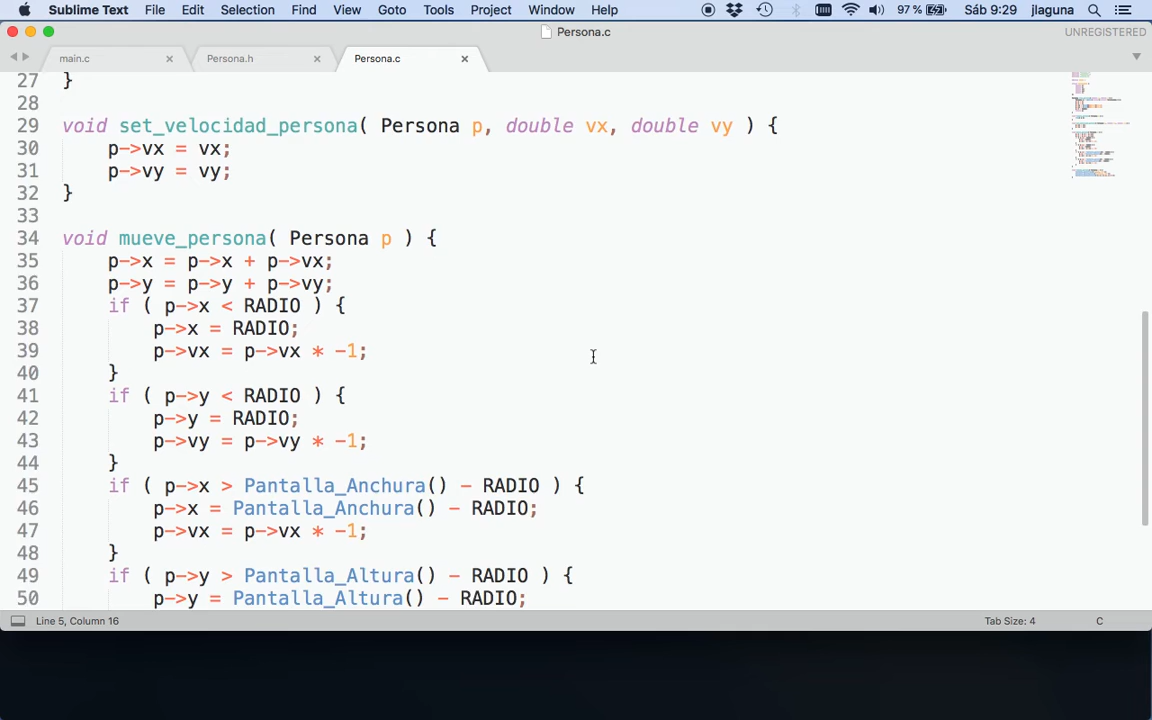 Sublime Text File Edit Selection Find View Goto Tools Project Window Help 97 % Sáb 9:29 jlaguna
Persona.c UNREGISTERED
main.c Persona.h Persona.c
27 }
28
29 void set_velocidad_persona( Persona p, double vx, double vy ) {
30 p->vx = vx;
31 p->vy = vy;
32 }
33
34 void mueve_persona( Persona p ) {
35 p->x = p->x + p->vx;
36 p->y = p->y + p->vy;
37 if ( p->x < RADIO ) {
38 p->x = RADIO;
39 p->vx = p->vx * -1;
40 }
41 if ( p->y < RADIO ) {
42 p->y = RADIO;
43 p->vy = p->vy * -1;
44 }
45 if ( p->x > Pantalla_Anchura() - RADIO ) {
46 p->x = Pantalla_Anchura() - RADIO;
47 p->vx = p->vx * -1;
48 }
49 if ( p->y > Pantalla_Altura() - RADIO ) {
50 p->y = Pantalla_Altura() - RADIO;
Line 5, Column 16 Tab Size: 4 C